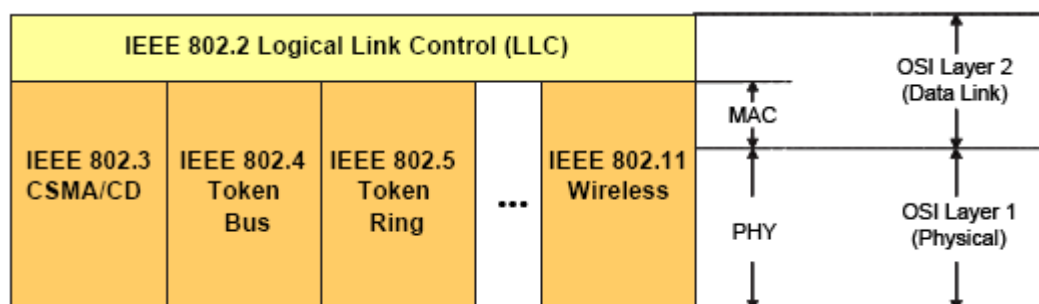 IEEE 802.2 Logical Link Control (LLC)
OSI Layer 2
(Data Link)
MAC
IEEE 802.3
CSMA/CD
IEEE 802.4
Token
Bus
IEEE 802.5
Token
Ring
...
IEEE 802.11
Wireless
PHY
OSI Layer 1
(Physical)